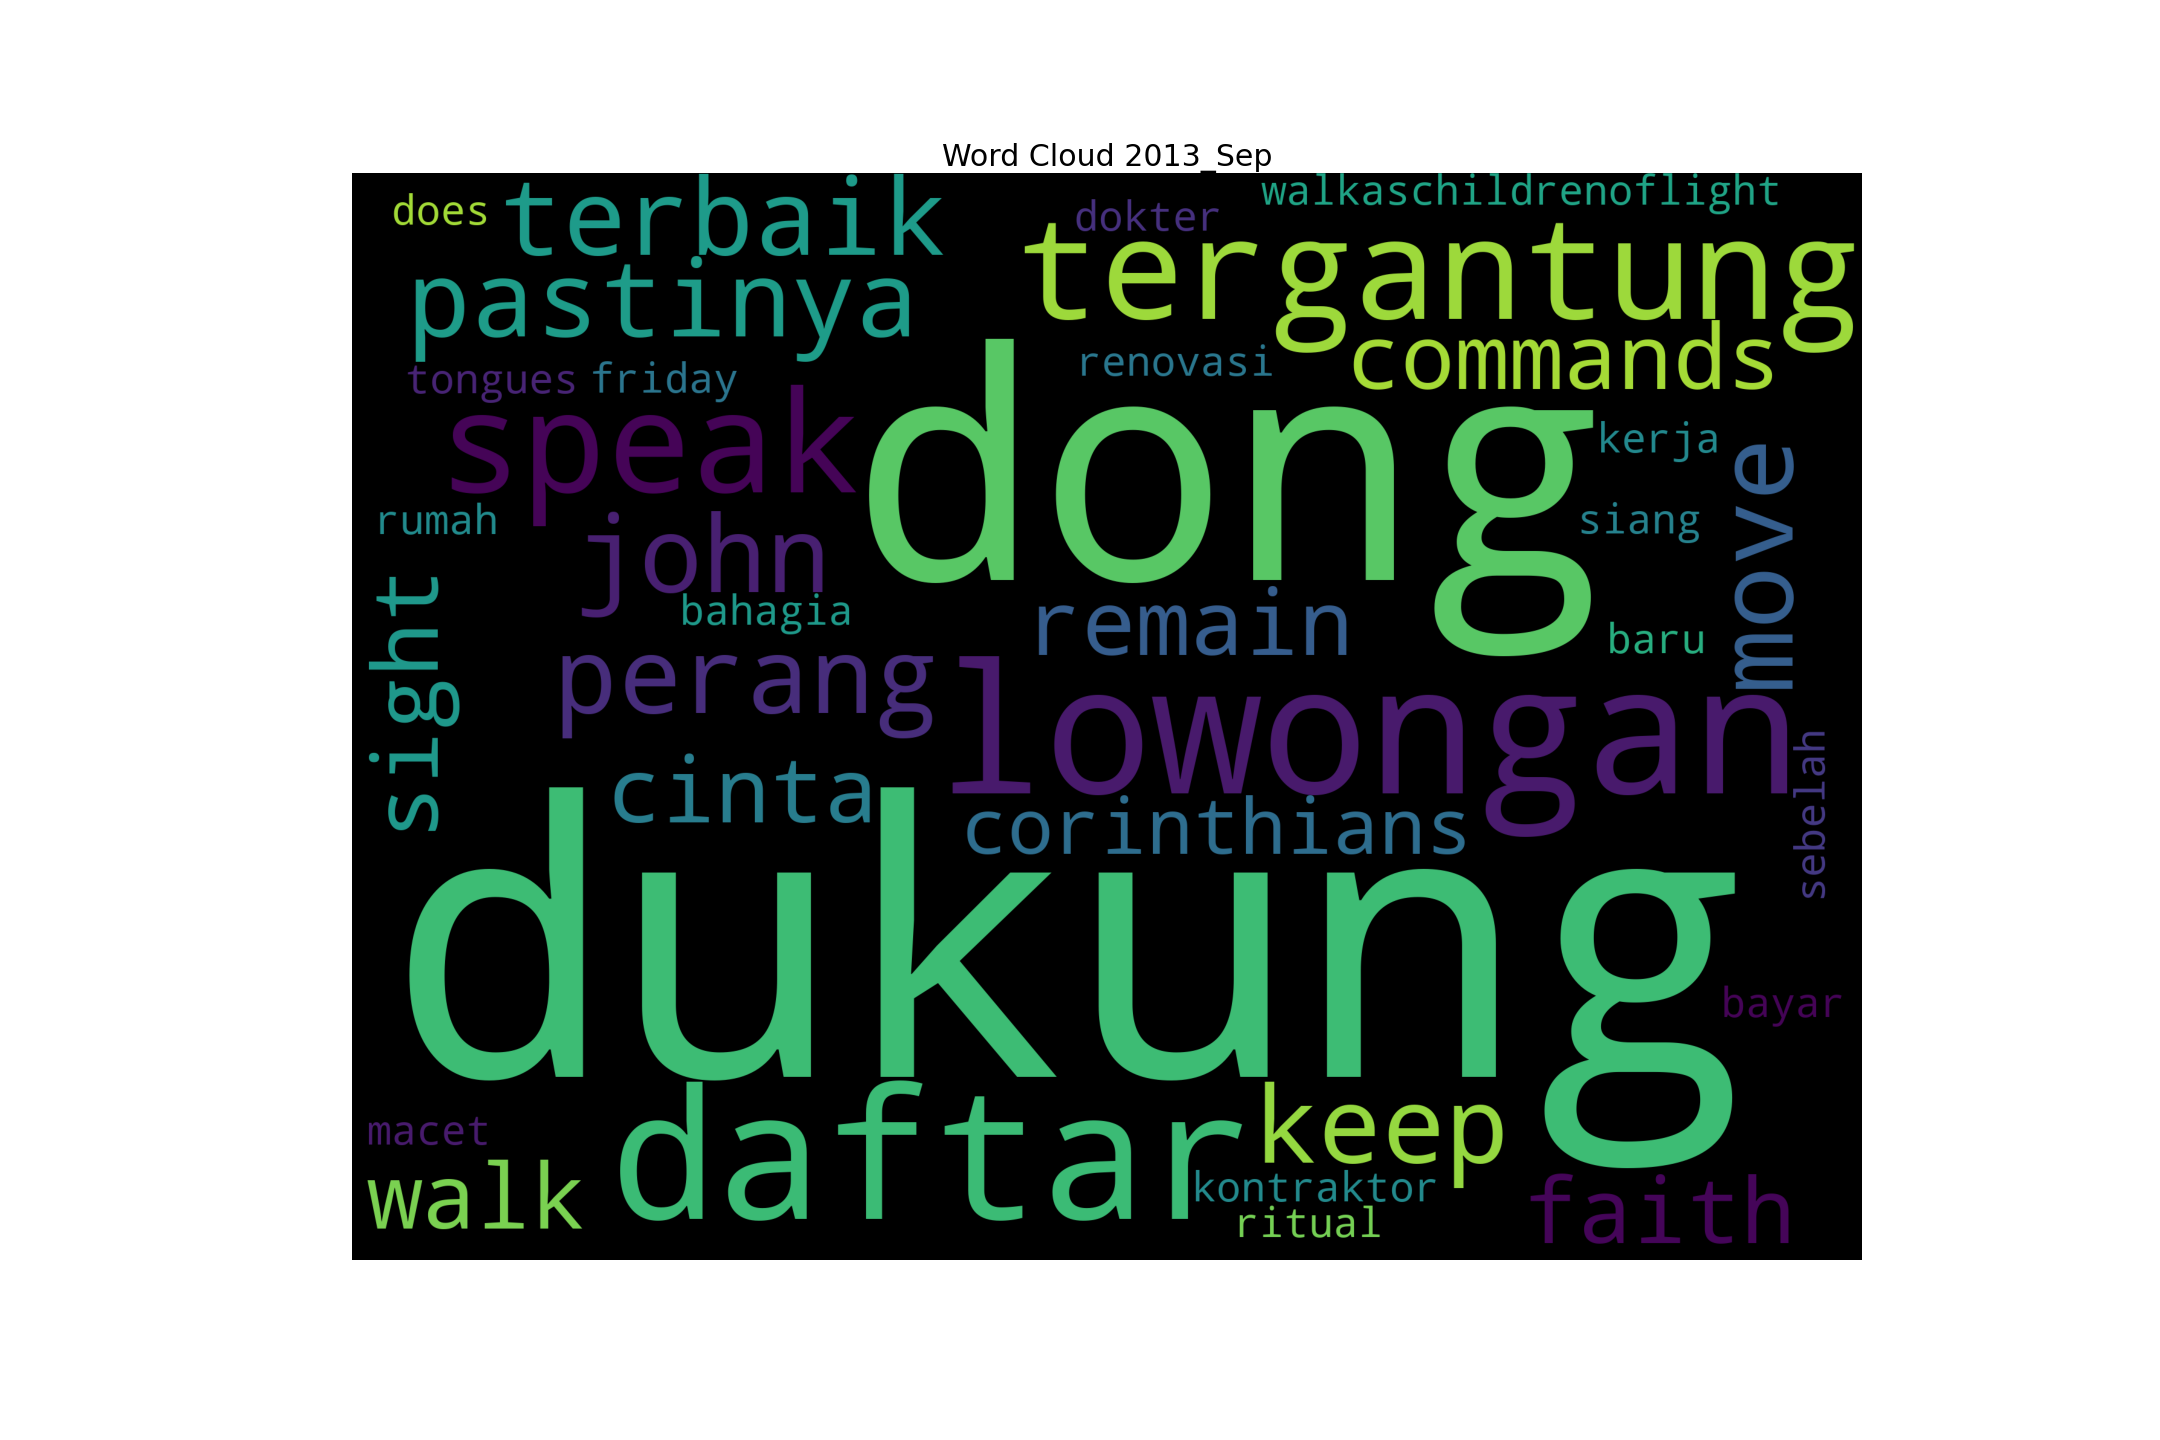 Word Cloud 2013_Sep
does
terbaik
dokter
walkaschildrenoflight
pastinya
tergantung
tongues
friday
renovasi
commands
speak
dong
kerja
move
rumah
john
siang
sight
bahagia
remain
baru
perang
lowongan
cinta
corinthians
sebelah
dukung
bayar
macet
daftar
keep
walk
kontraktor
ritual
faith